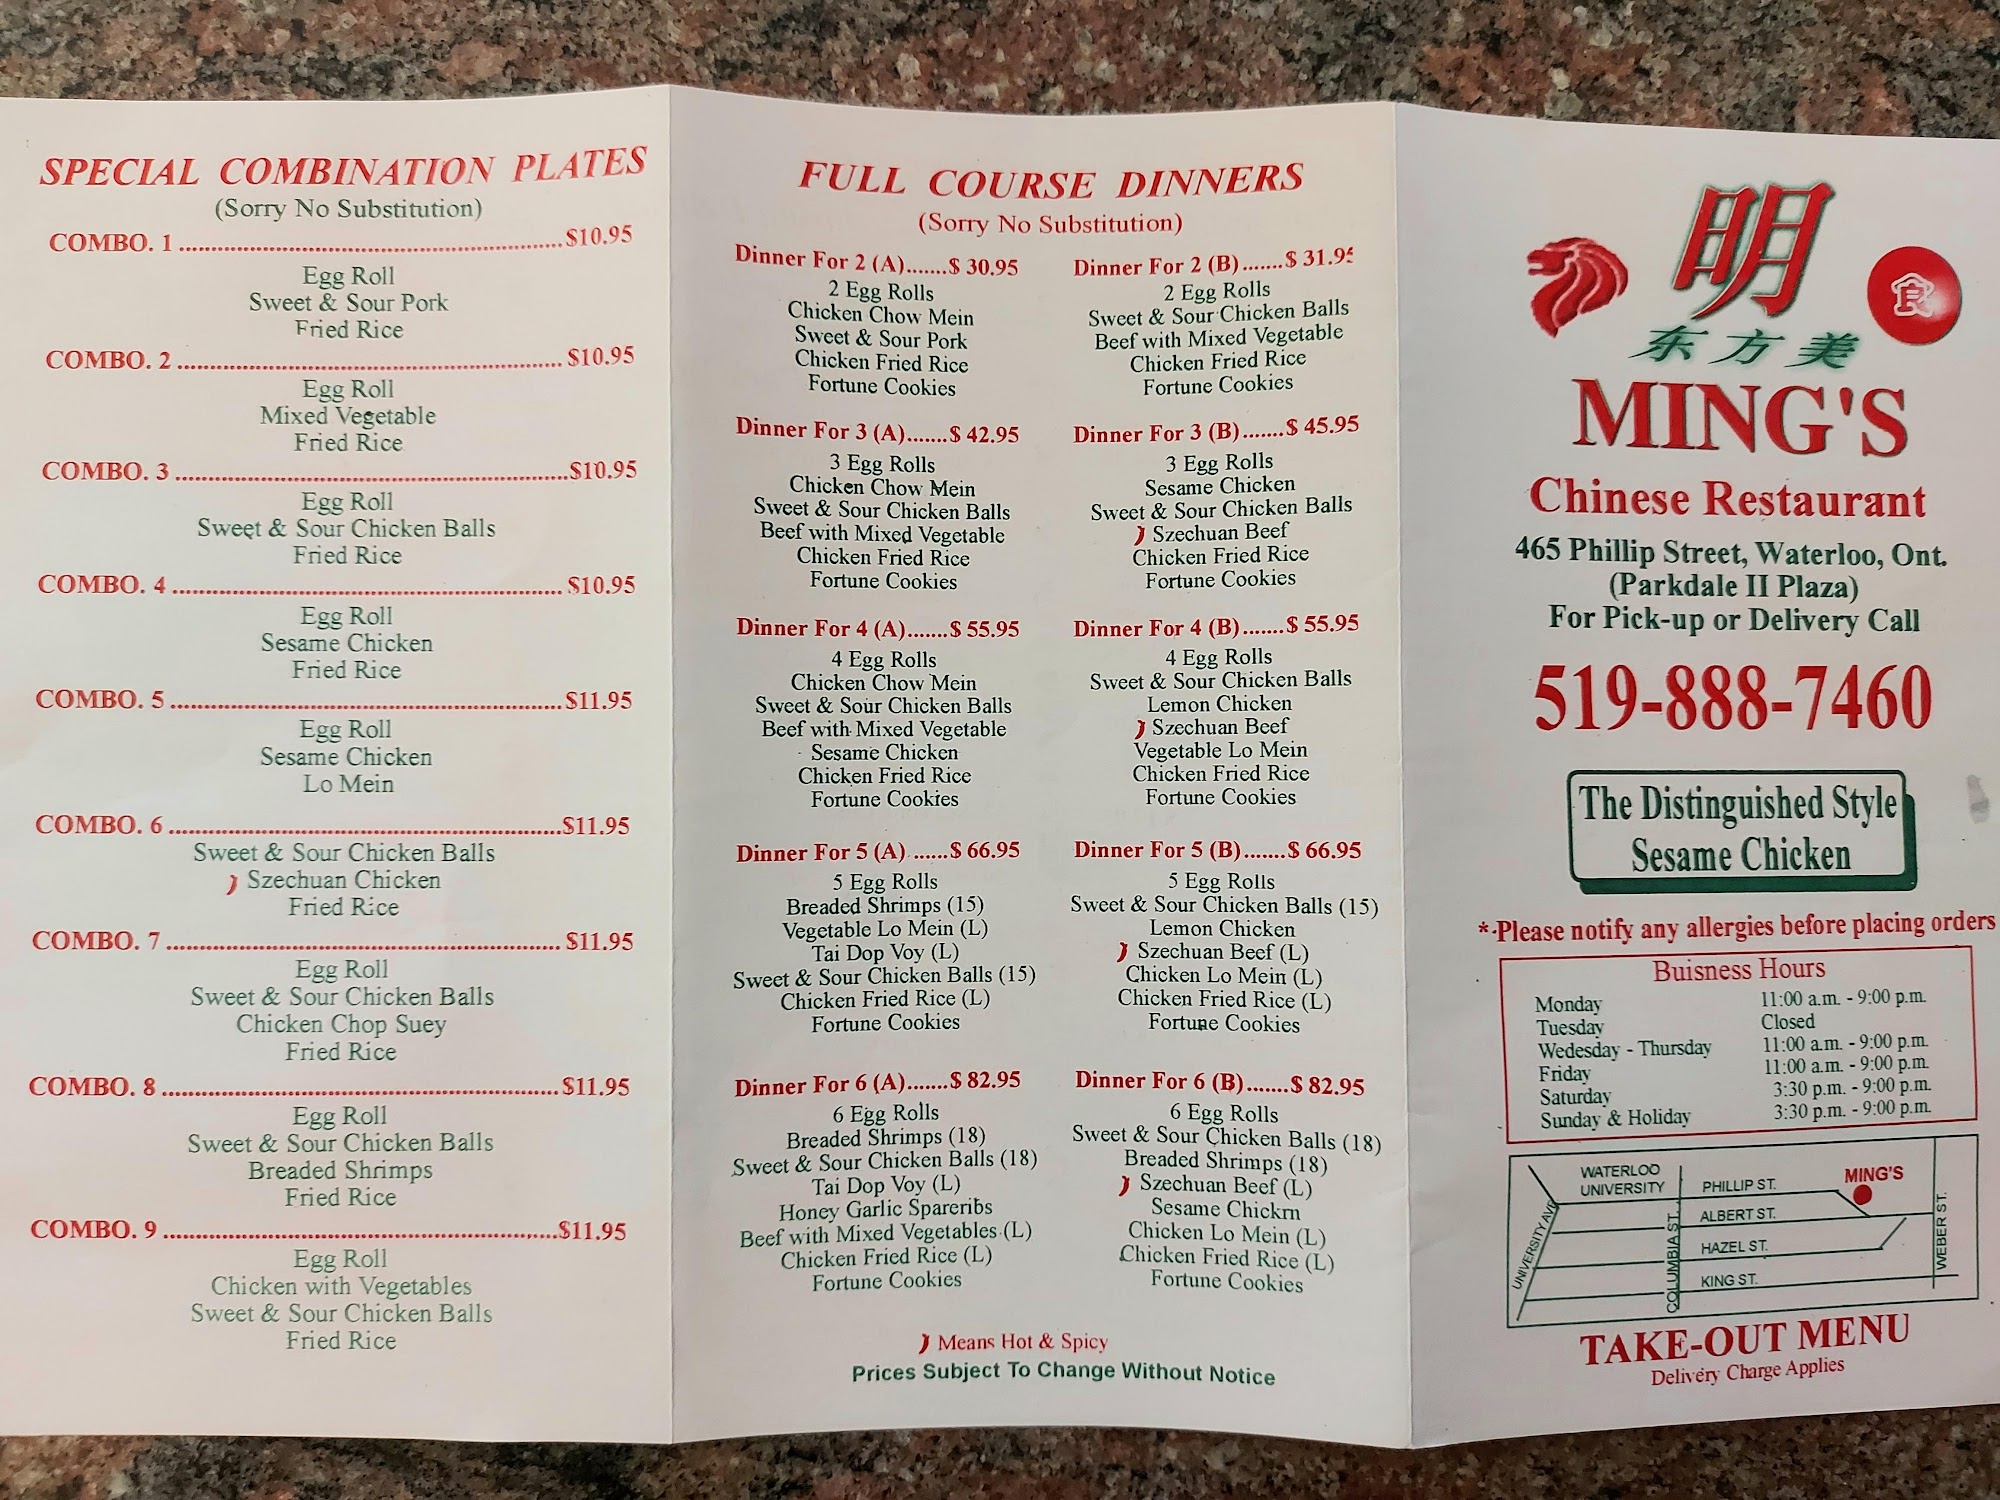 SPECIAL COMBINATION PLATES
(Sorry No Substitution)
COMBO. 1 ........ $10.95
Egg Roll
Sweet & Sour Pork
Fried Rice
COMBO. 2 ........ $10.95
Egg Roll
Mixed Vegetable
Fried Rice
COMBO. 3 ........ $10.95
Egg Roll
Sweet & Sour Chicken Balls
Fried Rice
COMBO. 4 ........ $10.95
Egg Roll
Sesame Chicken
Fried Rice
COMBO. 5 ........ $11.95
Egg Roll
Sesame Chicken
Lo Mein
COMBO. 6 ........ $11.95
Sweet & Sour Chicken Balls
Szechuan Chicken
Fried Rice
COMBO. 7 ........ $11.95
Egg Roll
Sweet & Sour Chicken Balls
Chicken Chop Suey
Fried Rice
COMBO. 8 ........ $11.95
Egg Roll
Sweet & Sour Chicken Balls
Breaded Shrimps
Fried Rice
COMBO. 9 ........ $11.95
Egg Roll
Chicken with Vegetables
Sweet & Sour Chicken Balls
Fried Rice
FULL COURSE DINNERS
(Sorry No Substitution)
Dinner For 2 (A).......$ 30.95
2 Egg Rolls
Chicken Chow Mein
Sweet & Sour Pork
Chicken Fried Rice
Fortune Cookies
Dinner For 2 (B).......$ 31.95
2 Egg Rolls
Sweet & Sour Chicken Balls
Beef with Mixed Vegetable
Chicken Fried Rice
Fortune Cookies
Dinner For 3 (A).......$ 42.95
3 Egg Rolls
Chicken Chow Mein
Sweet & Sour Chicken Balls
Beef with Mixed Vegetable
Chicken Fried Rice
Fortune Cookies
Dinner For 3 (B).......$ 45.95
3 Egg Rolls
Sesame Chicken
Sweet & Sour Chicken Balls
Szechuan Beef
Chicken Fried Rice
Fortune Cookies
Dinner For 4 (A).......$ 55.95
4 Egg Rolls
Chicken Chow Mein
Sweet & Sour Chicken Balls
Beef with Mixed Vegetable
Sesame Chicken
Chicken Fried Rice
Fortune Cookies
Dinner For 4 (B).......$ 55.95
4 Egg Rolls
Sweet & Sour Chicken Balls
Lemon Chicken
Szechuan Beef
Vegetable Lo Mein
Chicken Fried Rice
Fortune Cookies
Dinner For 5 (A) ......$ 66.95
5 Egg Rolls
Breaded Shrimps (15)
Vegetable Lo Mein (L)
Tai Dop Voy (L)
Sweet & Sour Chicken Balls (15)
Chicken Fried Rice (L)
Fortune Cookies
Dinner For 5 (B).......$ 66.95
5 Egg Rolls
Sweet & Sour Chicken Balls (15)
Lemon Chicken
Szechuan Beef (L)
Chicken Lo Mein (L)
Chicken Fried Rice (L)
Fortune Cookies
Dinner For 6 (A).......$ 82.95
6 Egg Rolls
Breaded Shrimps (18)
Sweet & Sour Chicken Balls (18)
Tai Dop Voy (L)
Honey Garlic Spareribs
Beef with Mixed Vegetables (L)
Chicken Fried Rice (L)
Fortune Cookies
Dinner For 6 (B).......$ 82.95
6 Egg Rolls
Sweet & Sour Chicken Balls (18)
Breaded Shrimps (18)
Szechuan Beef (L)
Sesame Chickrn
Chicken Lo Mein (L)
Chicken Fried Rice (L)
Fortune Cookies
Means Hot & Spicy
Prices Subject To Change Without Notice
明
食
东方美
MING'S
Chinese Restaurant
465 Phillip Street, Waterloo, Ont.
(Parkdale II Plaza)
For Pick-up or Delivery Call
519-888-7460
The Distinguished Style
Sesame Chicken
*Please notify any allergies before placing orders
Buisness Hours
Monday 11:00 a.m. - 9:00 p.m.
Tuesday Closed
Wedesday - Thursday 11:00 a.m. - 9:00 p.m.
Friday 11:00 a.m. - 9:00 p.m.
Saturday 3:30 p.m. - 9:00 p.m.
Sunday & Holiday 3:30 p.m. - 9:00 p.m.
WATERLOO
UNIVERSITY
PHILLIP ST.
MING'S
ALBERT ST.
HAZEL ST.
KING ST.
UNIVERSITY AVE
COLUMBIA ST.
WEBER ST.
TAKE-OUT MENU
Delivery Charge Applies